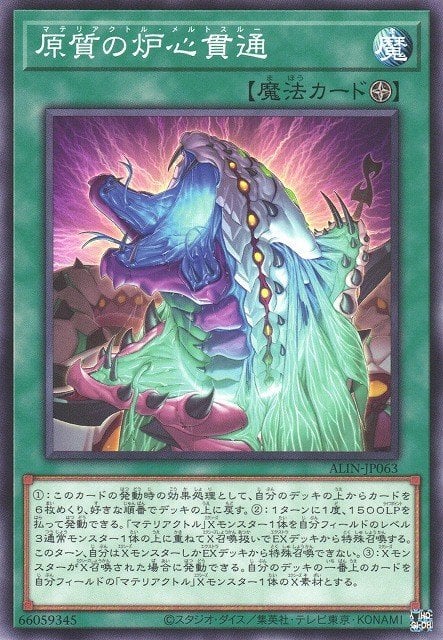 マテリアクトル・メルトスルー
原質の炉心貫通
魔
ま ほう
【魔法カード】
ALIN-JP063
①:このカードの発動時の効果処理として、自分のデッキの上からカードを
6枚めくり、好きな順番でデッキの上に戻す。②:1ターンに1度、1500LPを
払って発動できる。「マテリアクトル」Xモンスター1体を自分フィールドのレベル
3通常モンスター1体の上に重ねてX召喚扱いでEXデッキから特殊召喚する。
このターン、自分はXモンスターしかEXデッキから特殊召喚できない。③:Xモン
スターがX召喚された場合に発動できる。自分のデッキの一番上のカードを
自分フィールドの「マテリアクトル」Xモンスター1体のX素材とする。
66059345
©スタジオ・ダイス/集英社・テレビ東京・KONAMI